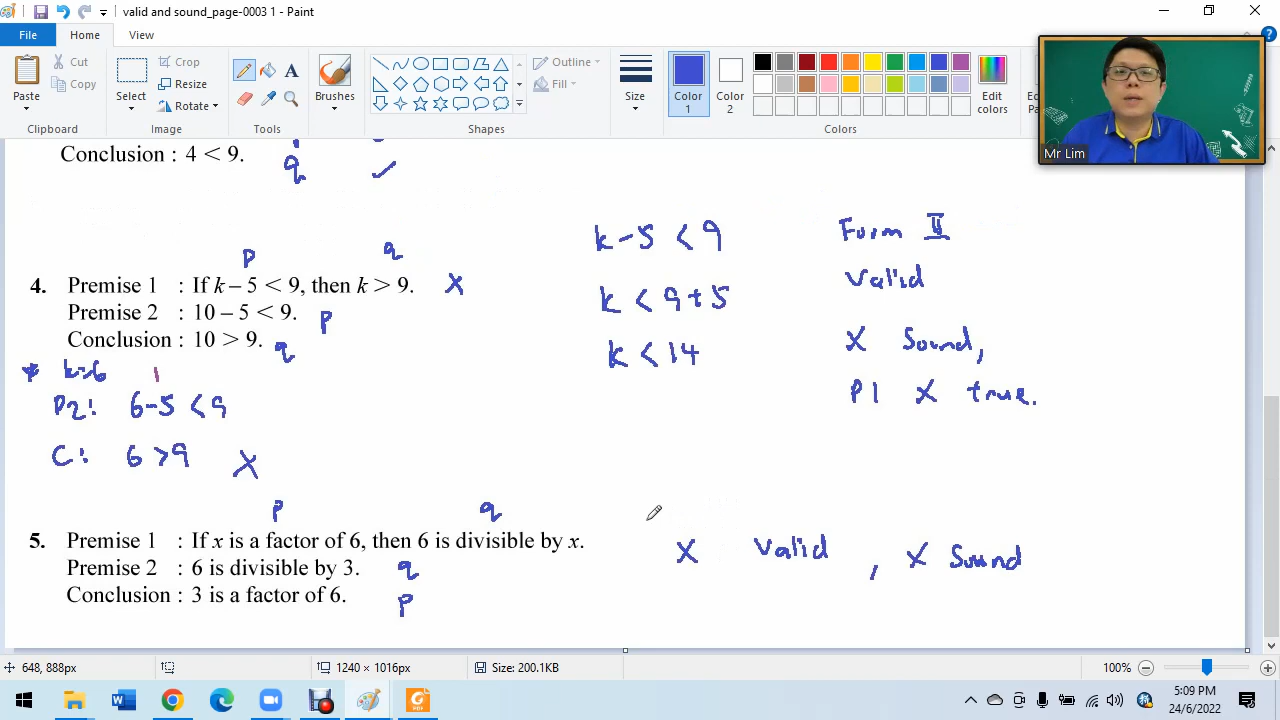 valid and sound_page-0003 1 - Paint
File Home View
Paste Cut Copy Clipboard
Select Crop Resize Rotate Image
Tools
Brushes
Outline Fill Shapes
Size
Color 1 Color 2 Edit colors Colors
Mr Lim
Conclusion : 4 < 9.
q ✓
p q
4. Premise 1 : If k – 5 < 9, then k > 9. X
Premise 2 : 10 – 5 < 9. p
Conclusion : 10 > 9. q
P2: 6-5 < 9
C: 6 > 9 X
k - 5 < 9
k < 9 + 5
k < 14
Form II
Valid
X Sound,
P1 X true.
p q
5. Premise 1 : If x is a factor of 6, then 6 is divisible by x.
Premise 2 : 6 is divisible by 3. q
Conclusion : 3 is a factor of 6. p
X Valid, X Sound
648, 888px 1240 × 1016px Size: 200.1KB 100%
5:09 PM
24/6/2022